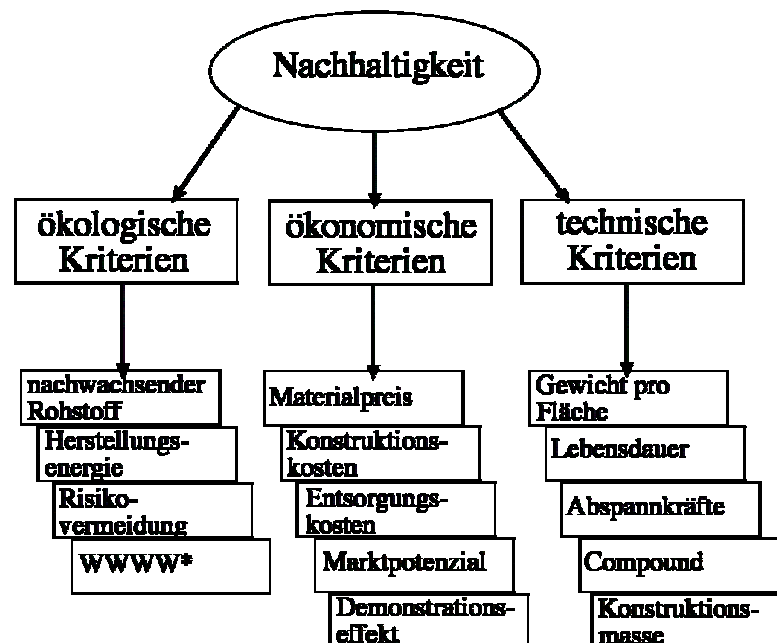 Nachhaltigkeit
ökologische
Kriterien
nachwachsender
Rohstoff
Herstellungs-
energie
Risiko-
vermeidung
WWWW*
ökonomische
Kriterien
Materialpreis
Konstruktions-
kosten
Entsorgungs-
kosten
Marktpotenzial
Demonstrations-
effekt
technische
Kriterien
Gewicht pro
Fläche
Lebensdauer
Abspannkräfte
Compound
Konstruktions-
masse